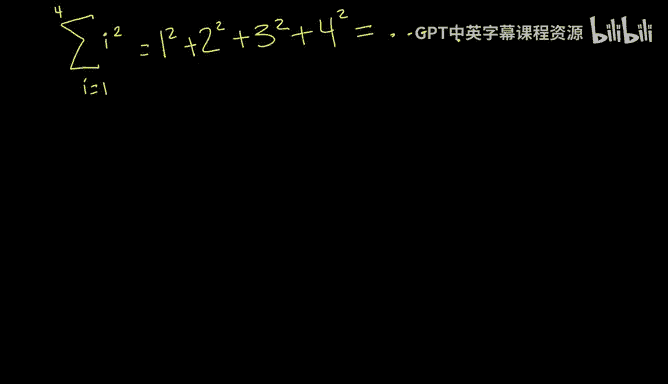 4
∑ i² = 1² + 2² + 3² + 4² = . . . GPT中英字幕课程资源 bilibili
i=1